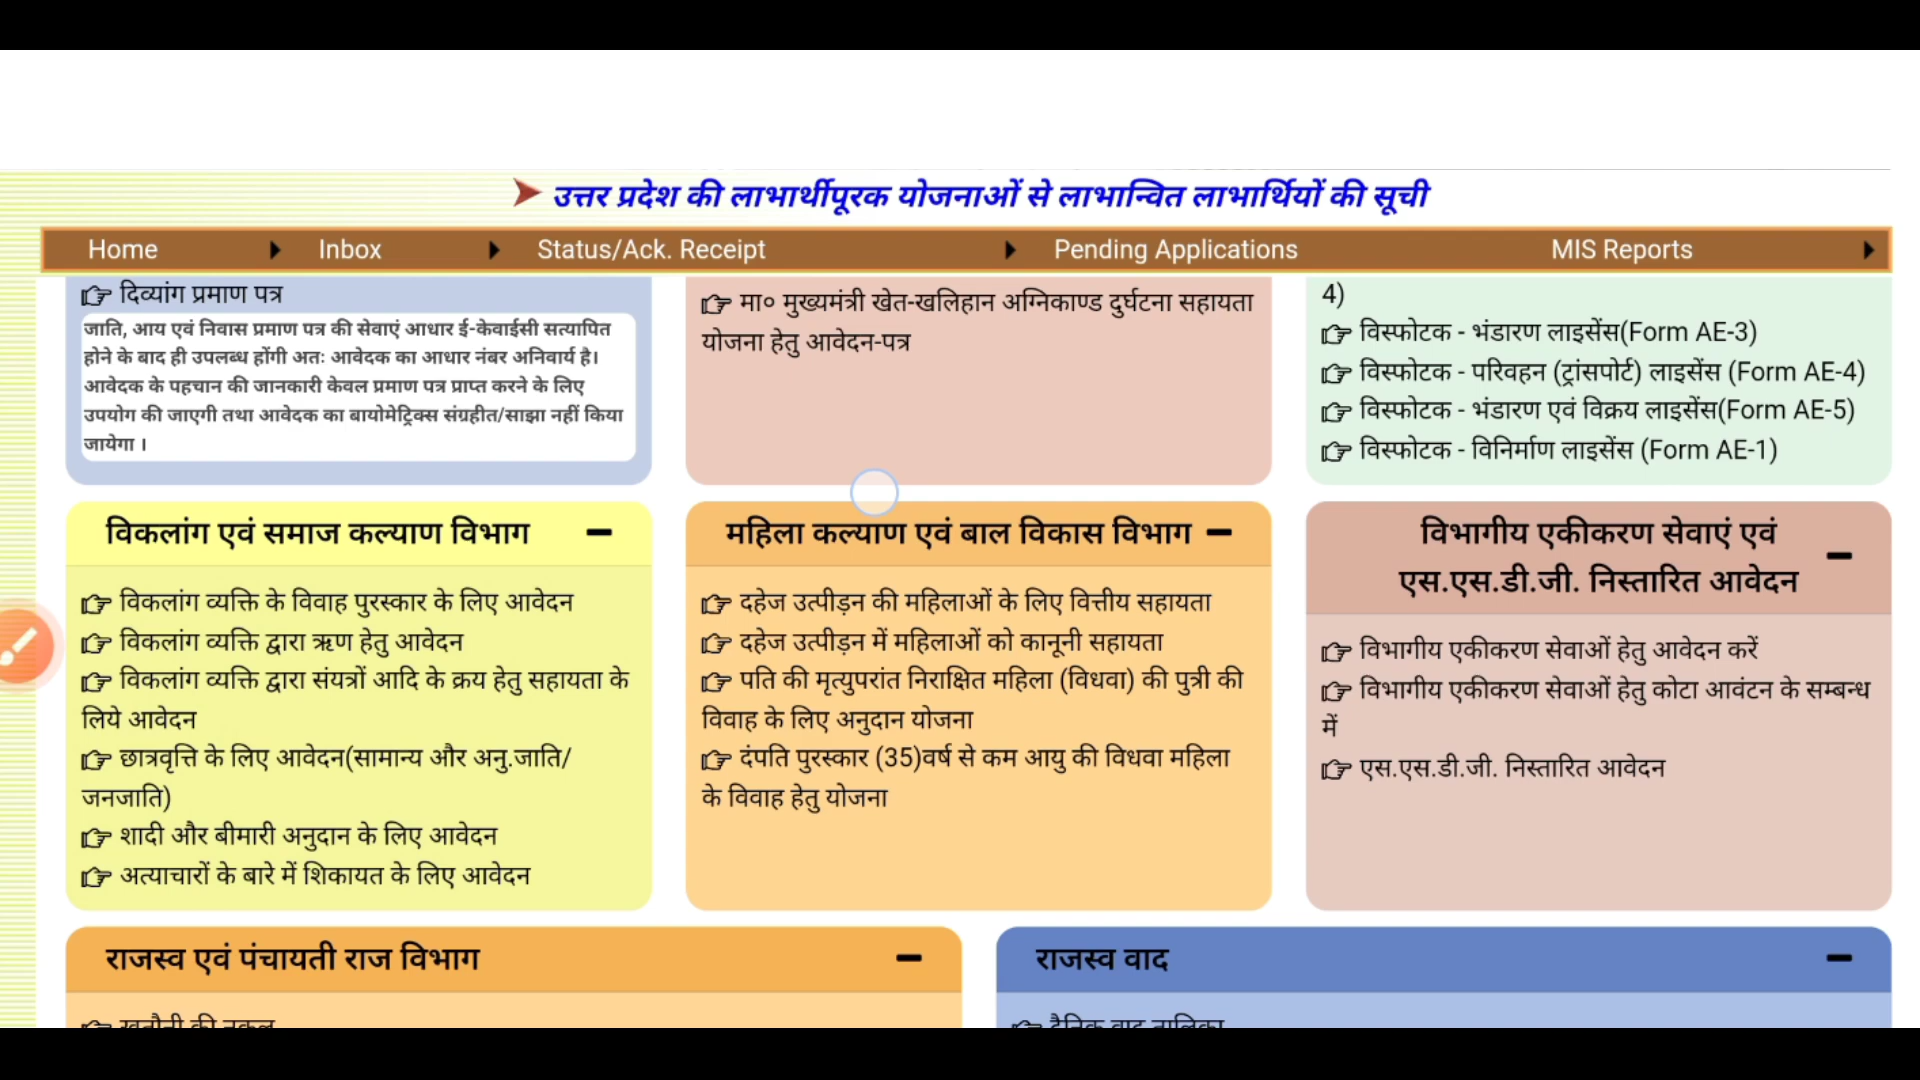 उत्तर प्रदेश की लाभार्थीपूरक योजनाओं से लाभान्वित लाभार्थियों की सूची
Home Inbox Status/Ack. Receipt Pending Applications MIS Reports
दिव्यांग प्रमाण पत्र
जाति, आय एवं निवास प्रमाण पत्र की सेवाएं आधार ई-केवाईसी सत्यापित
होने के बाद ही उपलब्ध होंगी अतः आवेदक का आधार नंबर अनिवार्य है।
आवेदक के पहचान की जानकारी केवल प्रमाण पत्र प्राप्त करने के लिए
उपयोग की जाएगी तथा आवेदक का बायोमेट्रिक्स संग्रहीत/साझा नहीं किया
जायेगा ।
मा० मुख्यमंत्री खेत-खलिहान अग्निकाण्ड दुर्घटना सहायता
योजना हेतु आवेदन-पत्र
4)
विस्फोटक - भंडारण लाइसेंस(Form AE-3)
विस्फोटक - परिवहन (ट्रांसपोर्ट) लाइसेंस (Form AE-4)
विस्फोटक - भंडारण एवं विक्रय लाइसेंस(Form AE-5)
विस्फोटक - विनिर्माण लाइसेंस (Form AE-1)
विकलांग एवं समाज कल्याण विभाग
विकलांग व्यक्ति के विवाह पुरस्कार के लिए आवेदन
विकलांग व्यक्ति द्वारा ऋण हेतु आवेदन
विकलांग व्यक्ति द्वारा संयत्रों आदि के क्रय हेतु सहायता के
लिये आवेदन
छात्रवृत्ति के लिए आवेदन(सामान्य और अनु.जाति/
जनजाति)
शादी और बीमारी अनुदान के लिए आवेदन
अत्याचारों के बारे में शिकायत के लिए आवेदन
महिला कल्याण एवं बाल विकास विभाग
दहेज उत्पीड़न की महिलाओं के लिए वित्तीय सहायता
दहेज उत्पीड़न में महिलाओं को कानूनी सहायता
पति की मृत्युपरांत निराक्षित महिला (विधवा) की पुत्री की
विवाह के लिए अनुदान योजना
दंपति पुरस्कार (35)वर्ष से कम आयु की विधवा महिला
के विवाह हेतु योजना
विभागीय एकीकरण सेवाएं एवं
एस.एस.डी.जी. निस्तारित आवेदन
विभागीय एकीकरण सेवाओं हेतु आवेदन करें
विभागीय एकीकरण सेवाओं हेतु कोटा आवंटन के सम्बन्ध
में
एस.एस.डी.जी. निस्तारित आवेदन
राजस्व एवं पंचायती राज विभाग
खतौनी की नकल
राजस्व वाद
दैनिक वाद तालिका